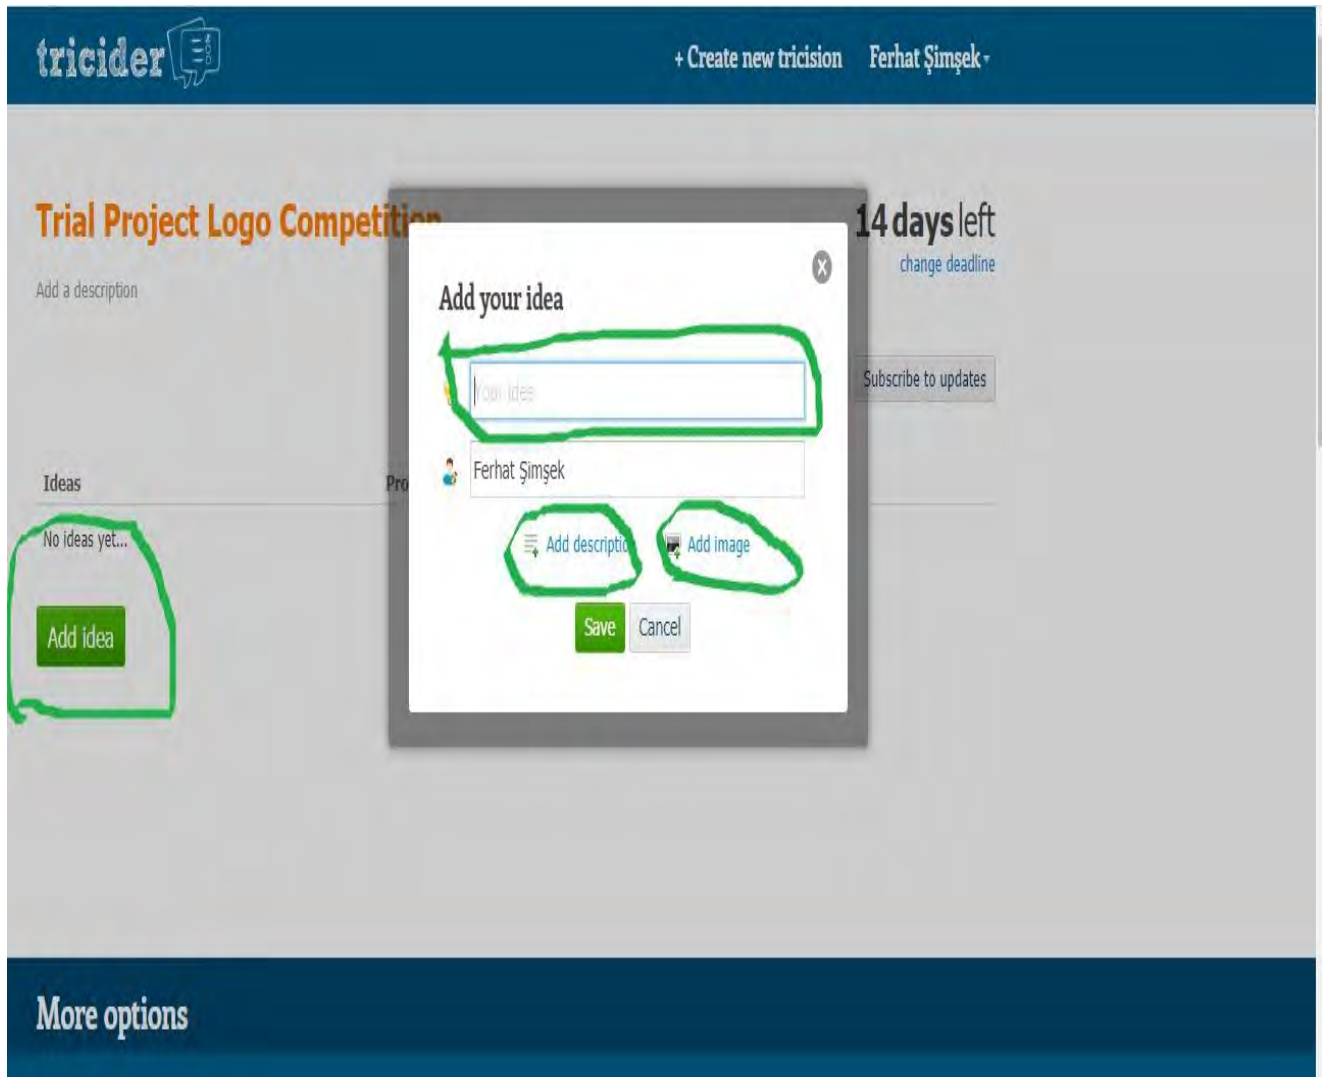 tricider
+ Create new tricision Ferhat Şimşek
Trial Project Logo Competition
14 days left
change deadline
Add a description
Add your idea
Your idea
Subscribe to updates
Ferhat Şimşek
Ideas
Pro
No ideas yet...
Add description
Add image
Add idea
Save Cancel
More options